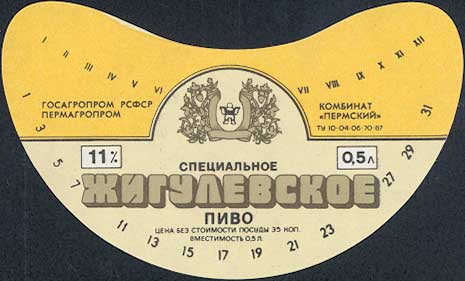 I II III IV V VI VII VIII IX X XI XII
ГОСАГРОПРОМ РСФСР
ПЕРМАГРОПРОМ
КОМБИНАТ
«ПЕРМСКИЙ»
ТУ 10-04-06-70-87
11%
0,5 л
СПЕЦИАЛЬНОЕ
ЖИГУЛЕВСКОЕ
ПИВО
ЦЕНА БЕЗ СТОИМОСТИ ПОСУДЫ 35 КОП.
ВМЕСТИМОСТЬ 0,5 Л.
1 3 5 7 11 13 15 17 19 21 23 27 29 31